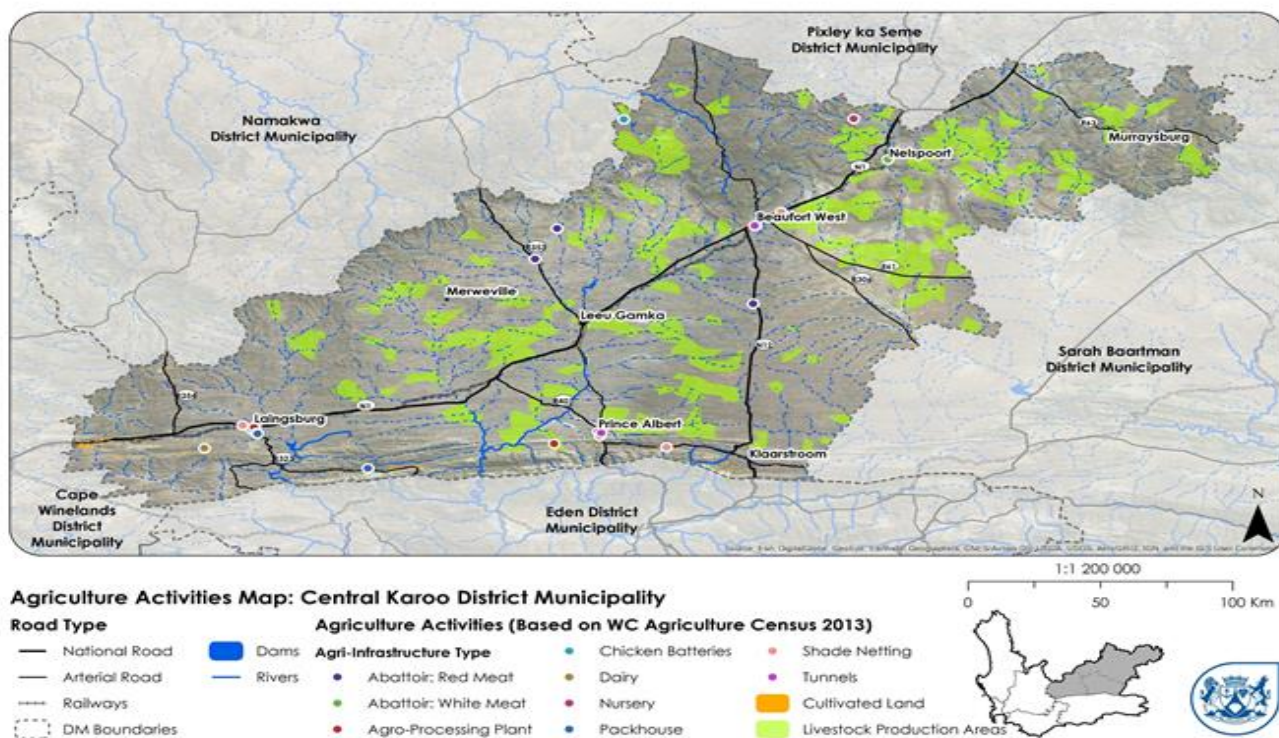 Pixley ka Seme
District Municipality
Namakwa
District Municipality
R63
Murraysburg
N1
Nelspoort
Beaufort West
R61
Merweville
Leeu Gamka
Sarah Baartman
District Municipality
N1
Laingsburg
Prince Albert
Klaarstroom
Cape
Winelands
District
Municipality
Eden District
Municipality
N
1:1 200 000
0 50 100 Km
Agriculture Activities Map: Central Karoo District Municipality
Road Type
National Road
Arterial Road
Railways
DM Boundaries
Dams
Rivers
Agriculture Activities (Based on WC Agriculture Census 2013)
Agri-Infrastructure Type
Abattoir: Red Meat
Abattoir: White Meat
Agro-Processing Plant
Chicken Batteries
Dairy
Nursery
Packhouse
Shade Netting
Tunnels
Cultivated Land
Livestock Production Areas